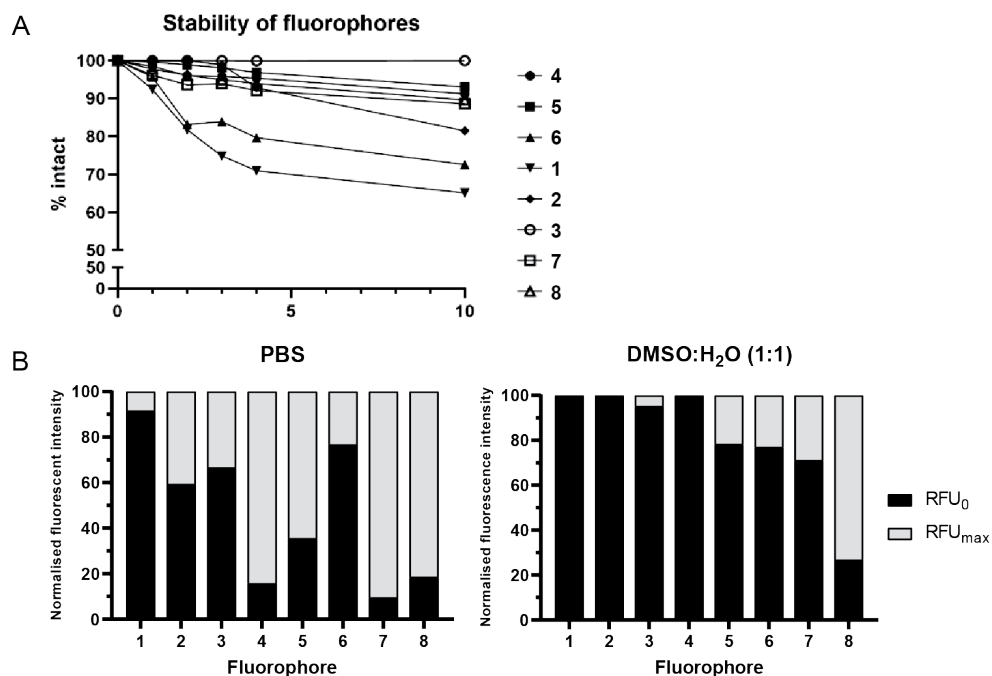 A
Stability of fluorophores
% intact
100
90
80
70
60
50
50
0
0
5
10
4
5
6
1
2
3
7
8
B
PBS
Normalised fluorescent intensity
100
80
60
40
20
0
1 2 3 4 5 6 7 8
Fluorophore
DMSO:H₂O (1:1)
Normalised fluorescence intensity
100
80
60
40
20
0
1 2 3 4 5 6 7 8
Fluorophore
RFU₀
RFUₘₐₓ